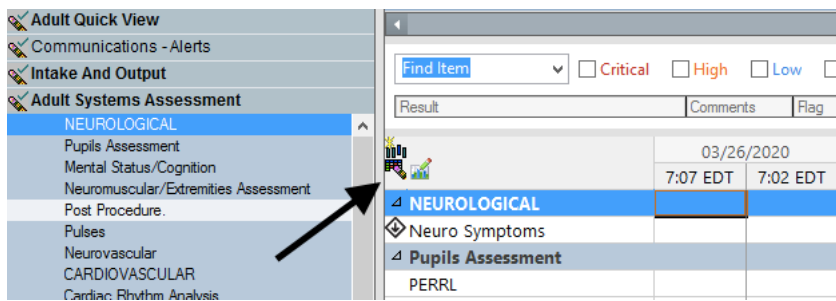 Adult Quick View
Communications - Alerts
Intake And Output
Adult Systems Assessment
NEUROLOGICAL
Pupils Assessment
Mental Status/Cognition
Neuromuscular/Extremities Assessment
Post Procedure.
Pulses
Neurovascular
CARDIOVASCULAR
Cardiac Rhythm Analysis
Find Item Critical High Low
Result Comments Flag
03/26/2020
7:07 EDT 7:02 EDT
NEUROLOGICAL
Neuro Symptoms
Pupils Assessment
PERRL